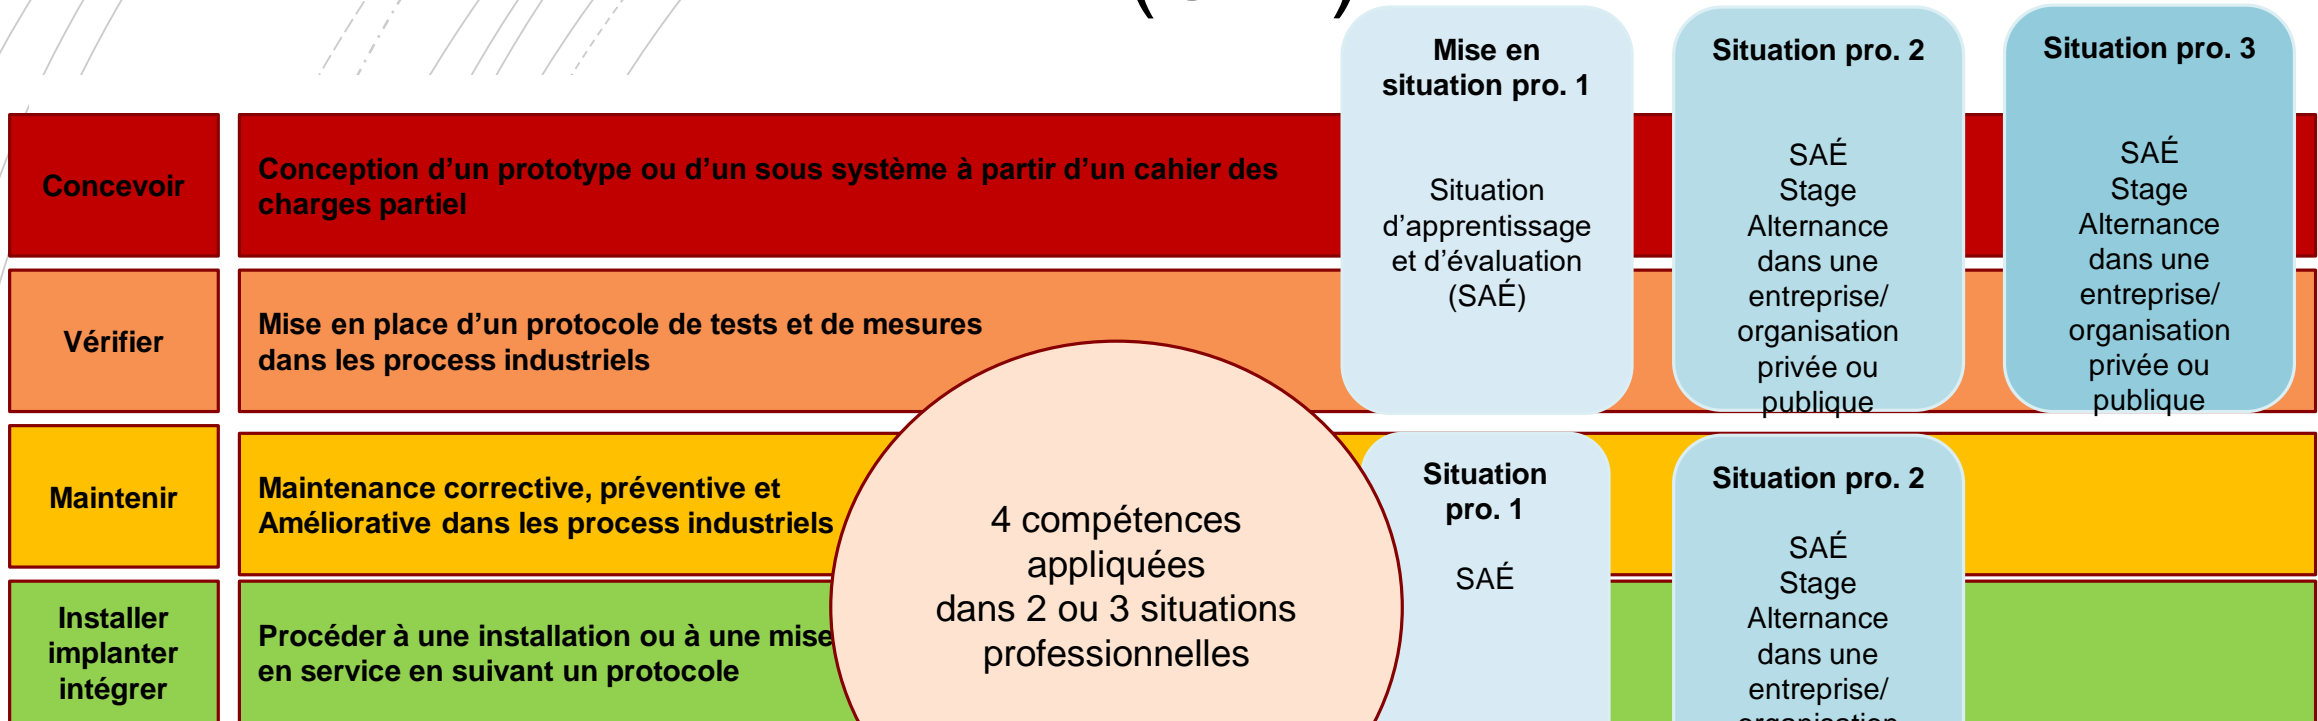 Mise en
situation pro. 1
Situation
d'apprentissage
et d'évaluation
(SAÉ)
Situation pro. 2
SAÉ
Stage
Alternance
dans une
entreprise/
organisation
privée ou
publique
Situation pro. 3
SAÉ
Stage
Alternance
dans une
entreprise/
organisation
privée ou
publique
Concevoir
Conception d’un prototype ou d’un sous système à partir d’un cahier des
charges partiel
Vérifier
Mise en place d’un protocole de tests et de mesures
dans les process industriels
Maintenir
Maintenance corrective, préventive et
Améliorative dans les process industriels
Installer
implanter
intégrer
Procéder à une installation ou à une mise
en service en suivant un protocole
4 compétences
appliquées
dans 2 ou 3 situations
professionnelles
Situation
pro. 1
SAÉ
Situation pro. 2
SAÉ
Stage
Alternance
dans une
entreprise/
organisation